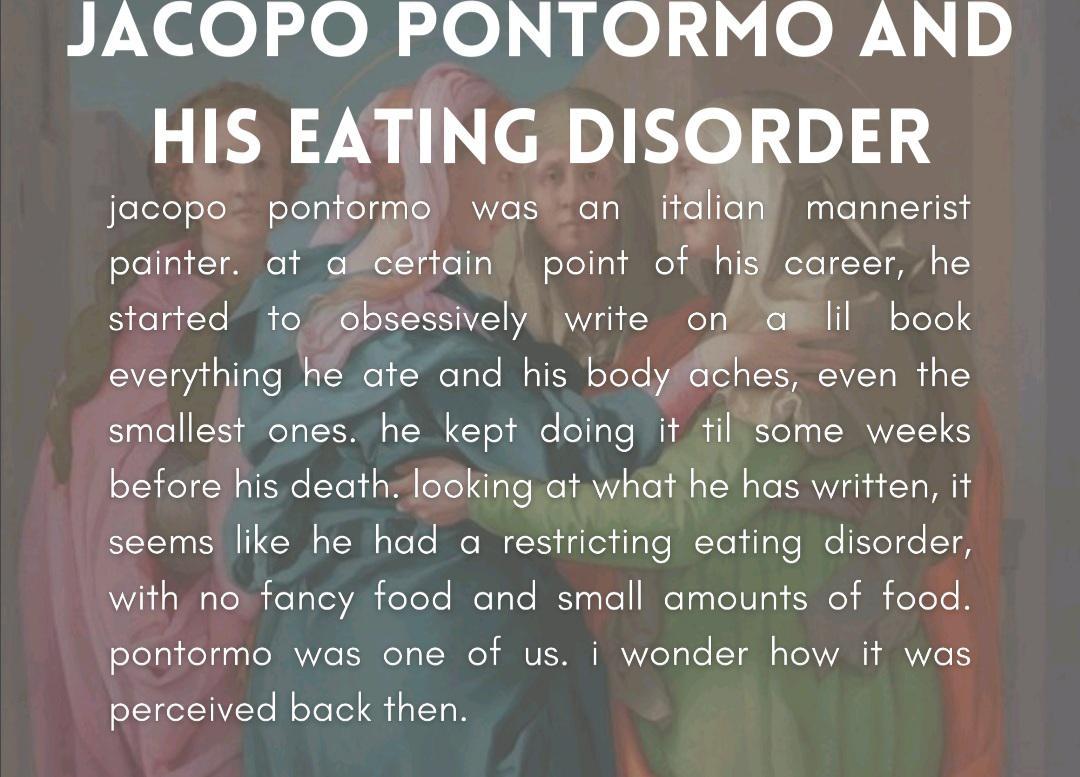 JACOPO PONTORMO AND
HIS EATING DISORDER
jacopo pontormo was an italian mannerist
painter. at a certain point of his career, he
started to obsessively write on a lil book
everything he ate and his body aches, even the
smallest ones. he kept doing it til some weeks
before his death. looking at what he has written, it
seems like he had a restricting eating disorder,
with no fancy food and small amounts of food.
pontormo was one of us. i wonder how it was
perceived back then.